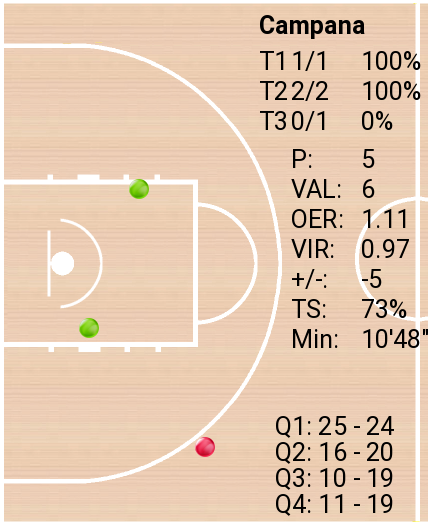 Campana
T1 1/1 100%
T2 2/2 100%
T3 0/1 0%
P: 5
VAL: 6
OER: 1.11
VIR: 0.97
+/-: -5
TS: 73%
Min: 10'48"
Q1: 25 - 24
Q2: 16 - 20
Q3: 10 - 19
Q4: 11 - 19